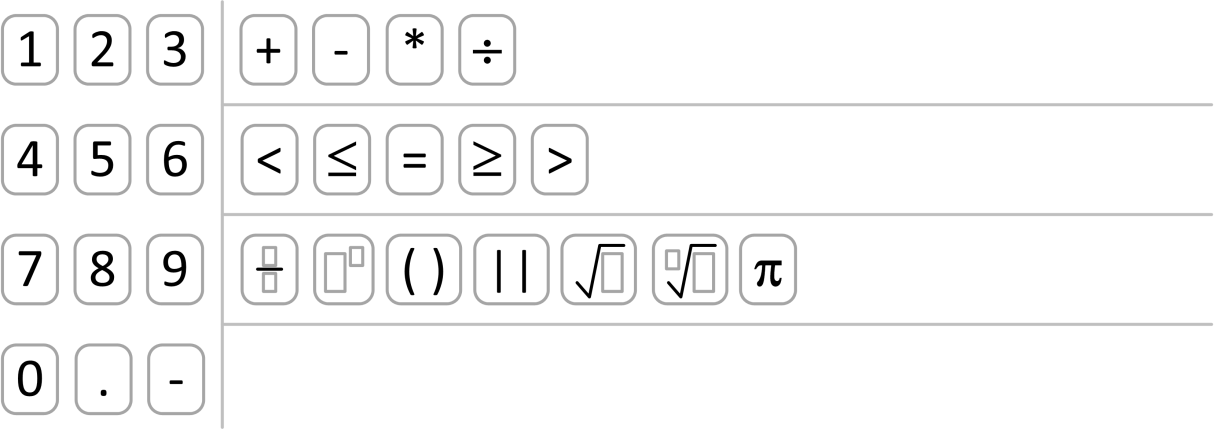 1 2 3 + - * ÷
4 5 6 < ≤ = ≥ >
7 8 9 ( ) | | √ √ π
0 . -